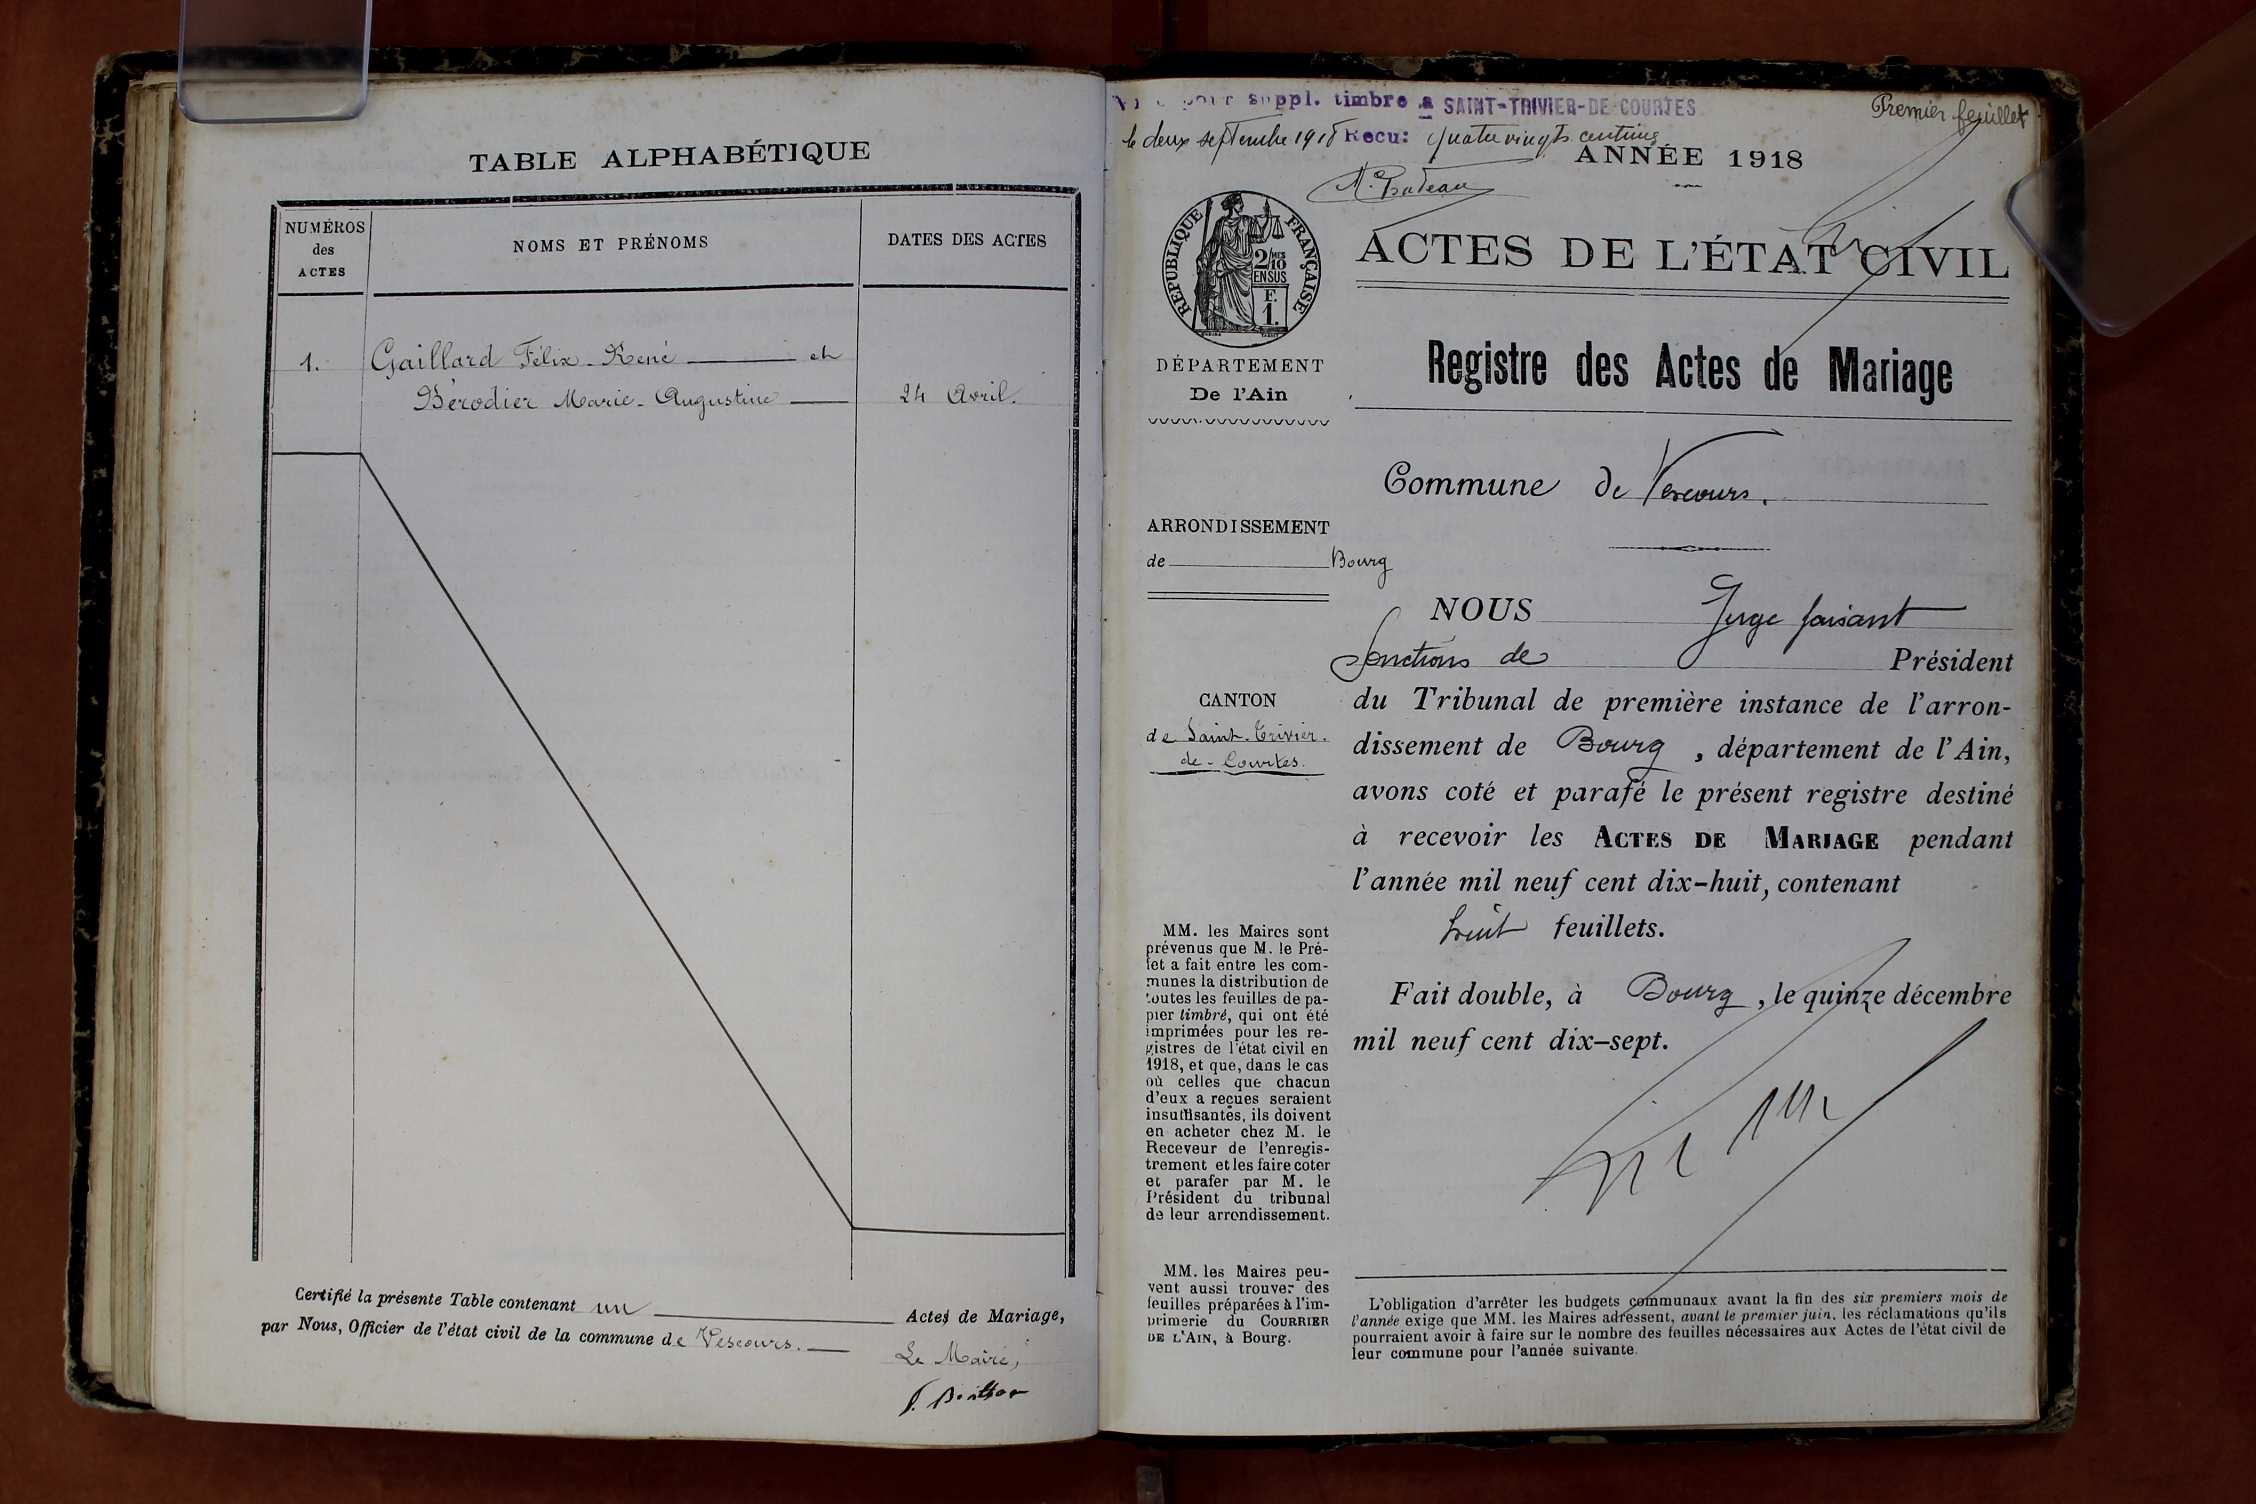 TABLE ALPHABÉTIQUE
NUMÉROS
des
ACTES
NOMS ET PRÉNOMS
DATES DES ACTES
1.
Gaillard Félix-René et
Bérodier Marie-Augustine
24 Avril.
Certifié la présente Table contenant un Actes de Mariage,
par Nous, Officier de l'état civil de la commune de Vescours.
Le Maire,
pour suppl. timbre a SAINT-TRIVIER-DE-COURTES
le deux septembre 1918 Recu: quatre vingts centimes
Premier feuillet
ANNÉE 1918
RÉPUBLIQUE FRANÇAISE
2/10 MES
EN SUS
F.
1.
ACTES DE L'ÉTAT CIVIL
DÉPARTEMENT
De l'Ain
Registre des Actes de Mariage
Commune de Vescours.
ARRONDISSEMENT
de Bourg
CANTON
de Saint-Trivier-
de-Courtes.
NOUS Juge faisant
fonctions de Président
du Tribunal de première instance de l'arron-
dissement de Bourg, département de l'Ain,
avons coté et parafé le présent registre destiné
à recevoir les ACTES DE MARIAGE pendant
l'année mil neuf cent dix-huit, contenant
huit feuillets.
Fait double, à Bourg, le quinze décembre
mil neuf cent dix-sept.
MM. les Maires sont
prévenus que M. le Pré-
fet a fait entre les com-
munes la distribution de
toutes les feuilles de pa-
pier timbré, qui ont été
imprimées pour les re-
gistres de l'état civil en
1918, et que, dans le cas
où celles que chacun
d'eux a reçues seraient
insuffisantes, ils doivent
en acheter chez M. le
Receveur de l'enregis-
trement et les faire coter
et parafer par M. le
Président du tribunal
de leur arrondissement.
MM. les Maires peu-
vent aussi trouver des
feuilles préparées à l'im-
primerie du COURRIER
DE L'AIN, à Bourg.
L'obligation d'arrêter les budgets communaux avant la fin des six premiers mois de
l'année exige que MM. les Maires adressent, avant le premier juin, les réclamations qu'ils
pourraient avoir à faire sur le nombre des feuilles nécessaires aux Actes de l'état civil de
leur commune pour l'année suivante.